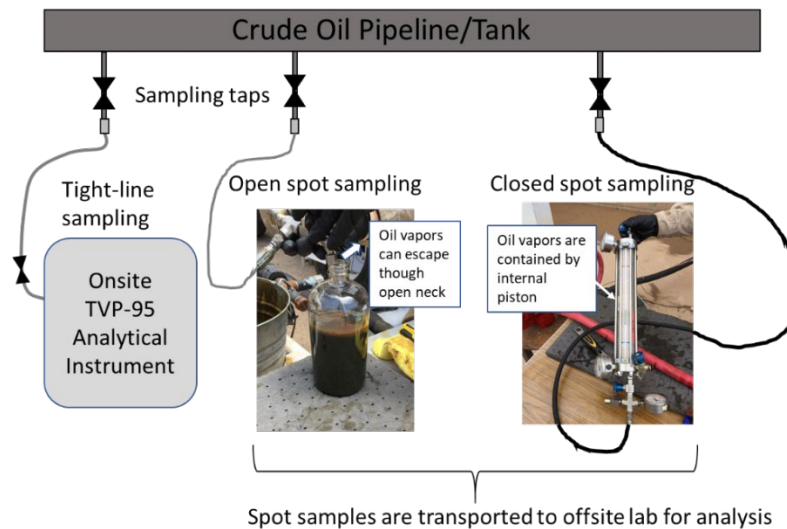 Crude Oil Pipeline/Tank
Sampling taps
Tight-line
sampling
Open spot sampling
Closed spot sampling
Onsite
TVP-95
Analytical
Instrument
Oil vapors
can escape
though
open neck
Oil vapors are
contained by
internal
piston
Spot samples are transported to offsite lab for analysis